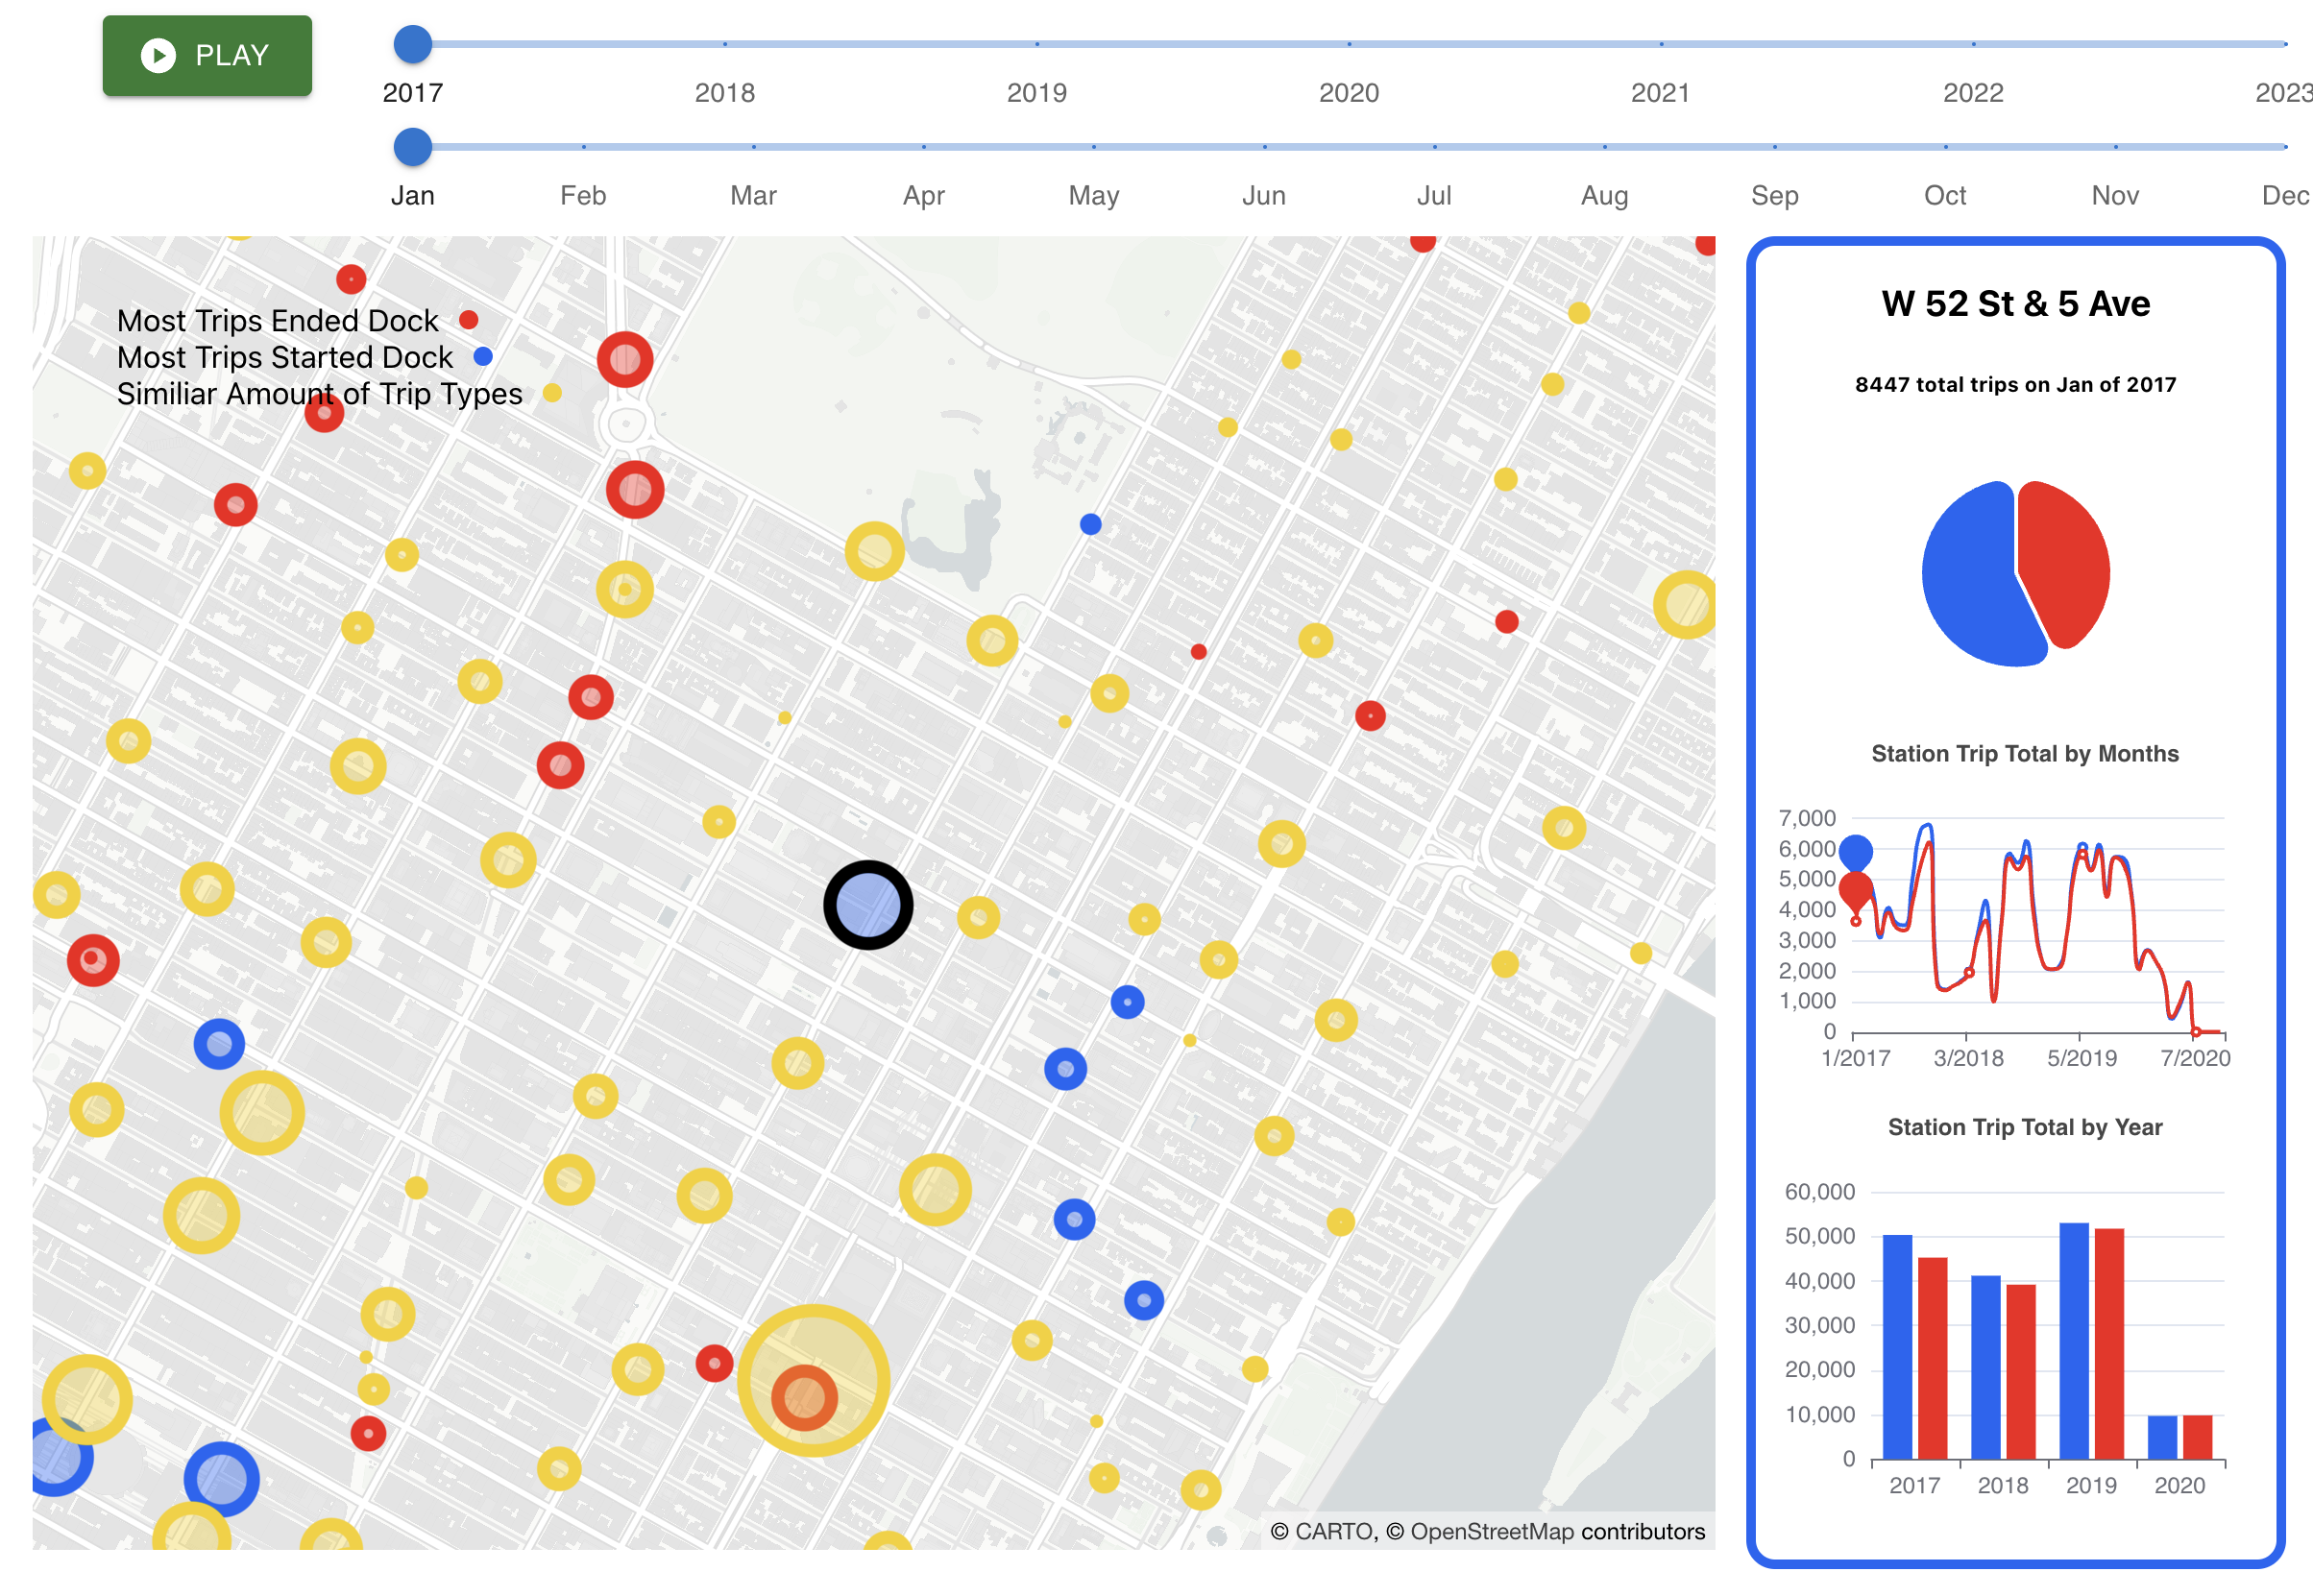 PLAY
2017 2018 2019 2020 2021 2022 2023
Jan Feb Mar Apr May Jun Jul Aug Sep Oct Nov Dec
Most Trips Ended Dock
Most Trips Started Dock
Similiar Amount of Trip Types
© CARTO, © OpenStreetMap contributors
W 52 St & 5 Ave
8447 total trips on Jan of 2017
Station Trip Total by Months
7,000
6,000
5,000
4,000
3,000
2,000
1,000
0
1/2017 3/2018 5/2019 7/2020
Station Trip Total by Year
60,000
50,000
40,000
30,000
20,000
10,000
0
2017 2018 2019 2020